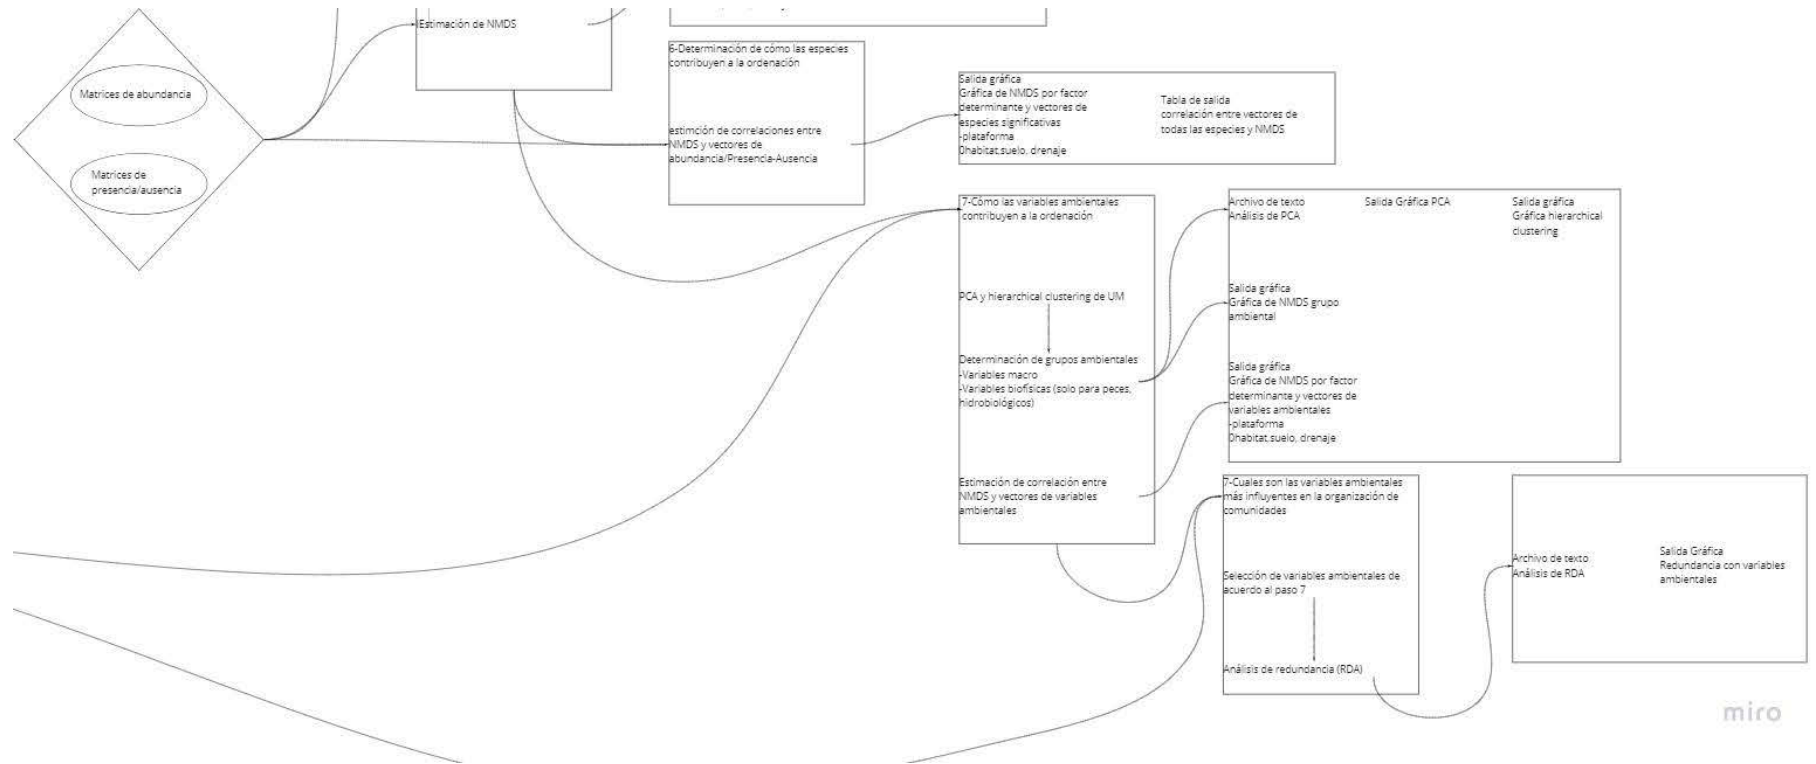 Estimación de NMDS
Matrices de abundancia
Matrices de
presencia/ausencia
6-Determinación de cómo las especies
contribuyen a la ordenación
estimción de correlaciones entre
NMDS y vectores de
abundancia/Presencia-Ausencia
Salida gráfica
Gráfica de NMDS por factor
determinante y vectores de
especies significativas
-plataforma
0habitat,suelo, drenaje
Tabla de salida
correlación entre vectores de
todas las especies y NMDS
7-Cómo las variables ambientales
contribuyen a la ordenación
PCA y hierarchical clustering de UM
Determinación de grupos ambientales
-Variables macro
-Variables biofísicas (solo para peces,
hidrobiológicos)
Estimación de correlación entre
NMDS y vectores de variables
ambientales
Archivo de texto
Análisis de PCA
Salida Gráfica PCA
Salida gráfica
Gráfica hierarchical
clustering
Salida gráfica
Gráfica de NMDS grupo
ambiental
Salida gráfica
Gráfica de NMDS por factor
determinante y vectores de
variables ambientales
-plataforma
0habitat,suelo, drenaje
7-Cuales son las variables ambientales
más influyentes en la organización de
comunidades
Selección de variables ambientales de
acuerdo al paso 7
Análisis de redundancia (RDA)
Archivo de texto
Análisis de RDA
Salida Gráfica
Redundancia con variables
ambientales
miro